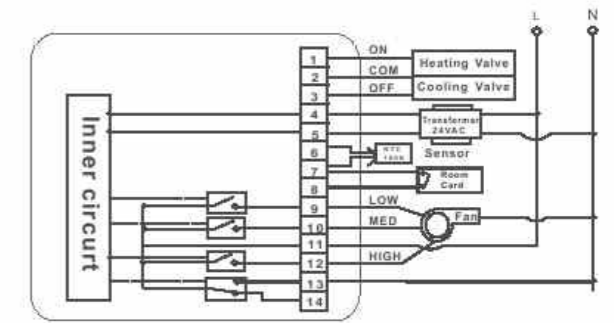 L N
1 ON Heating Valve
2 COM
3 OFF Cooling Valve
4 Transformer
5 24VAC
6 Sensor
7 Room
8 Card
9 LOW
10 MED Fan
11
12 HIGH
13
14
Inner circurt